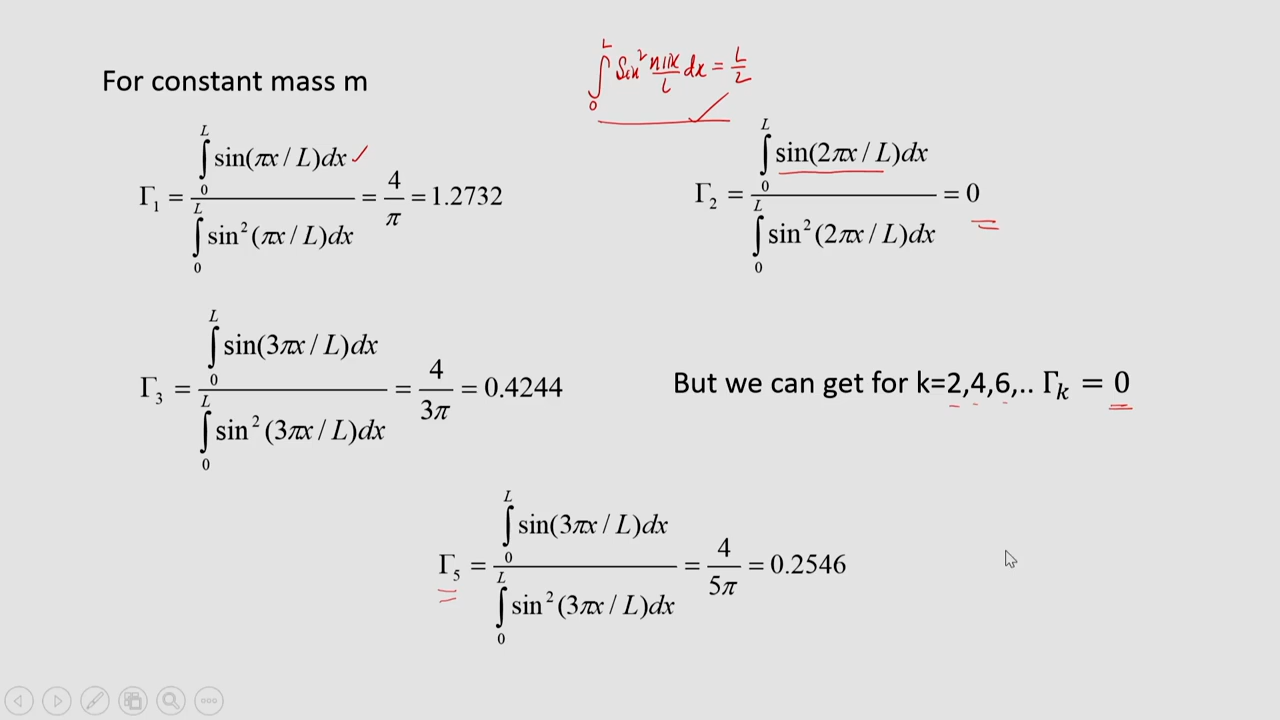 For constant mass m
∫₀ᴸ sin² nπx/L dx = L/2
Γ₁ = ∫₀ᴸ sin(πx / L)dx / ∫₀ᴸ sin²(πx / L)dx = 4/π = 1.2732
Γ₂ = ∫₀ᴸ sin(2πx / L)dx / ∫₀ᴸ sin²(2πx / L)dx = 0
Γ₃ = ∫₀ᴸ sin(3πx / L)dx / ∫₀ᴸ sin²(3πx / L)dx = 4/3π = 0.4244
But we can get for k=2,4,6,.. Γₖ = 0
Γ₅ = ∫₀ᴸ sin(3πx / L)dx / ∫₀ᴸ sin²(3πx / L)dx = 4/5π = 0.2546